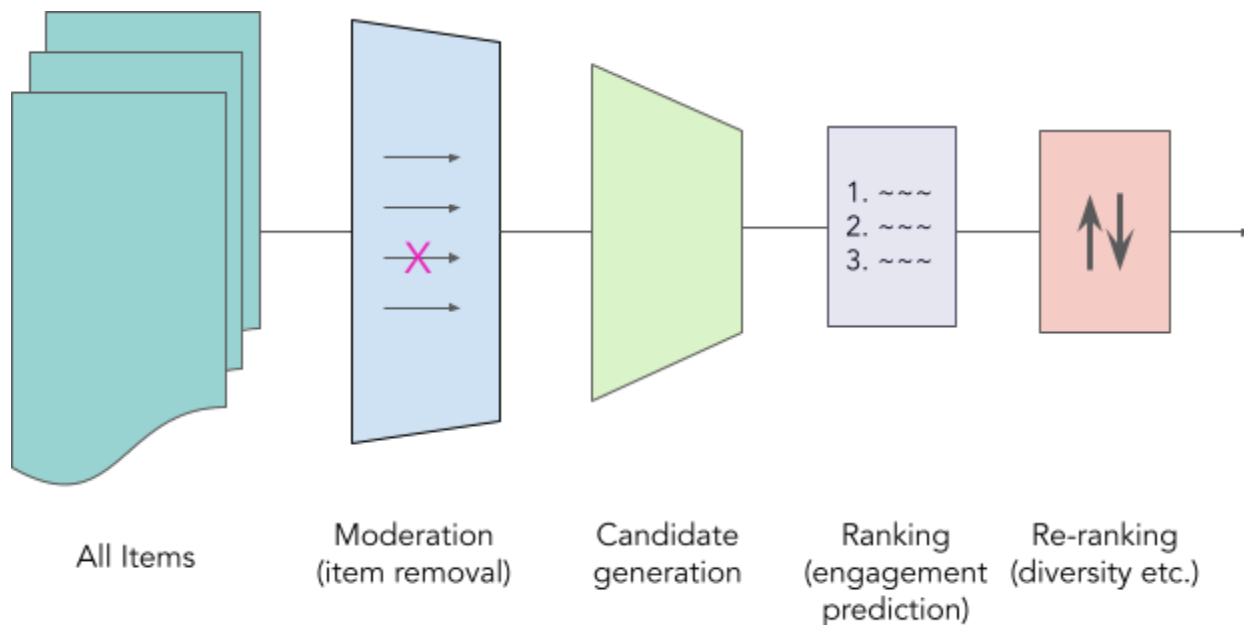 X
1. ~~~
2. ~~~
3. ~~~
All Items
Moderation
(item removal)
Candidate
generation
Ranking
(engagement
prediction)
Re-ranking
(diversity etc.)